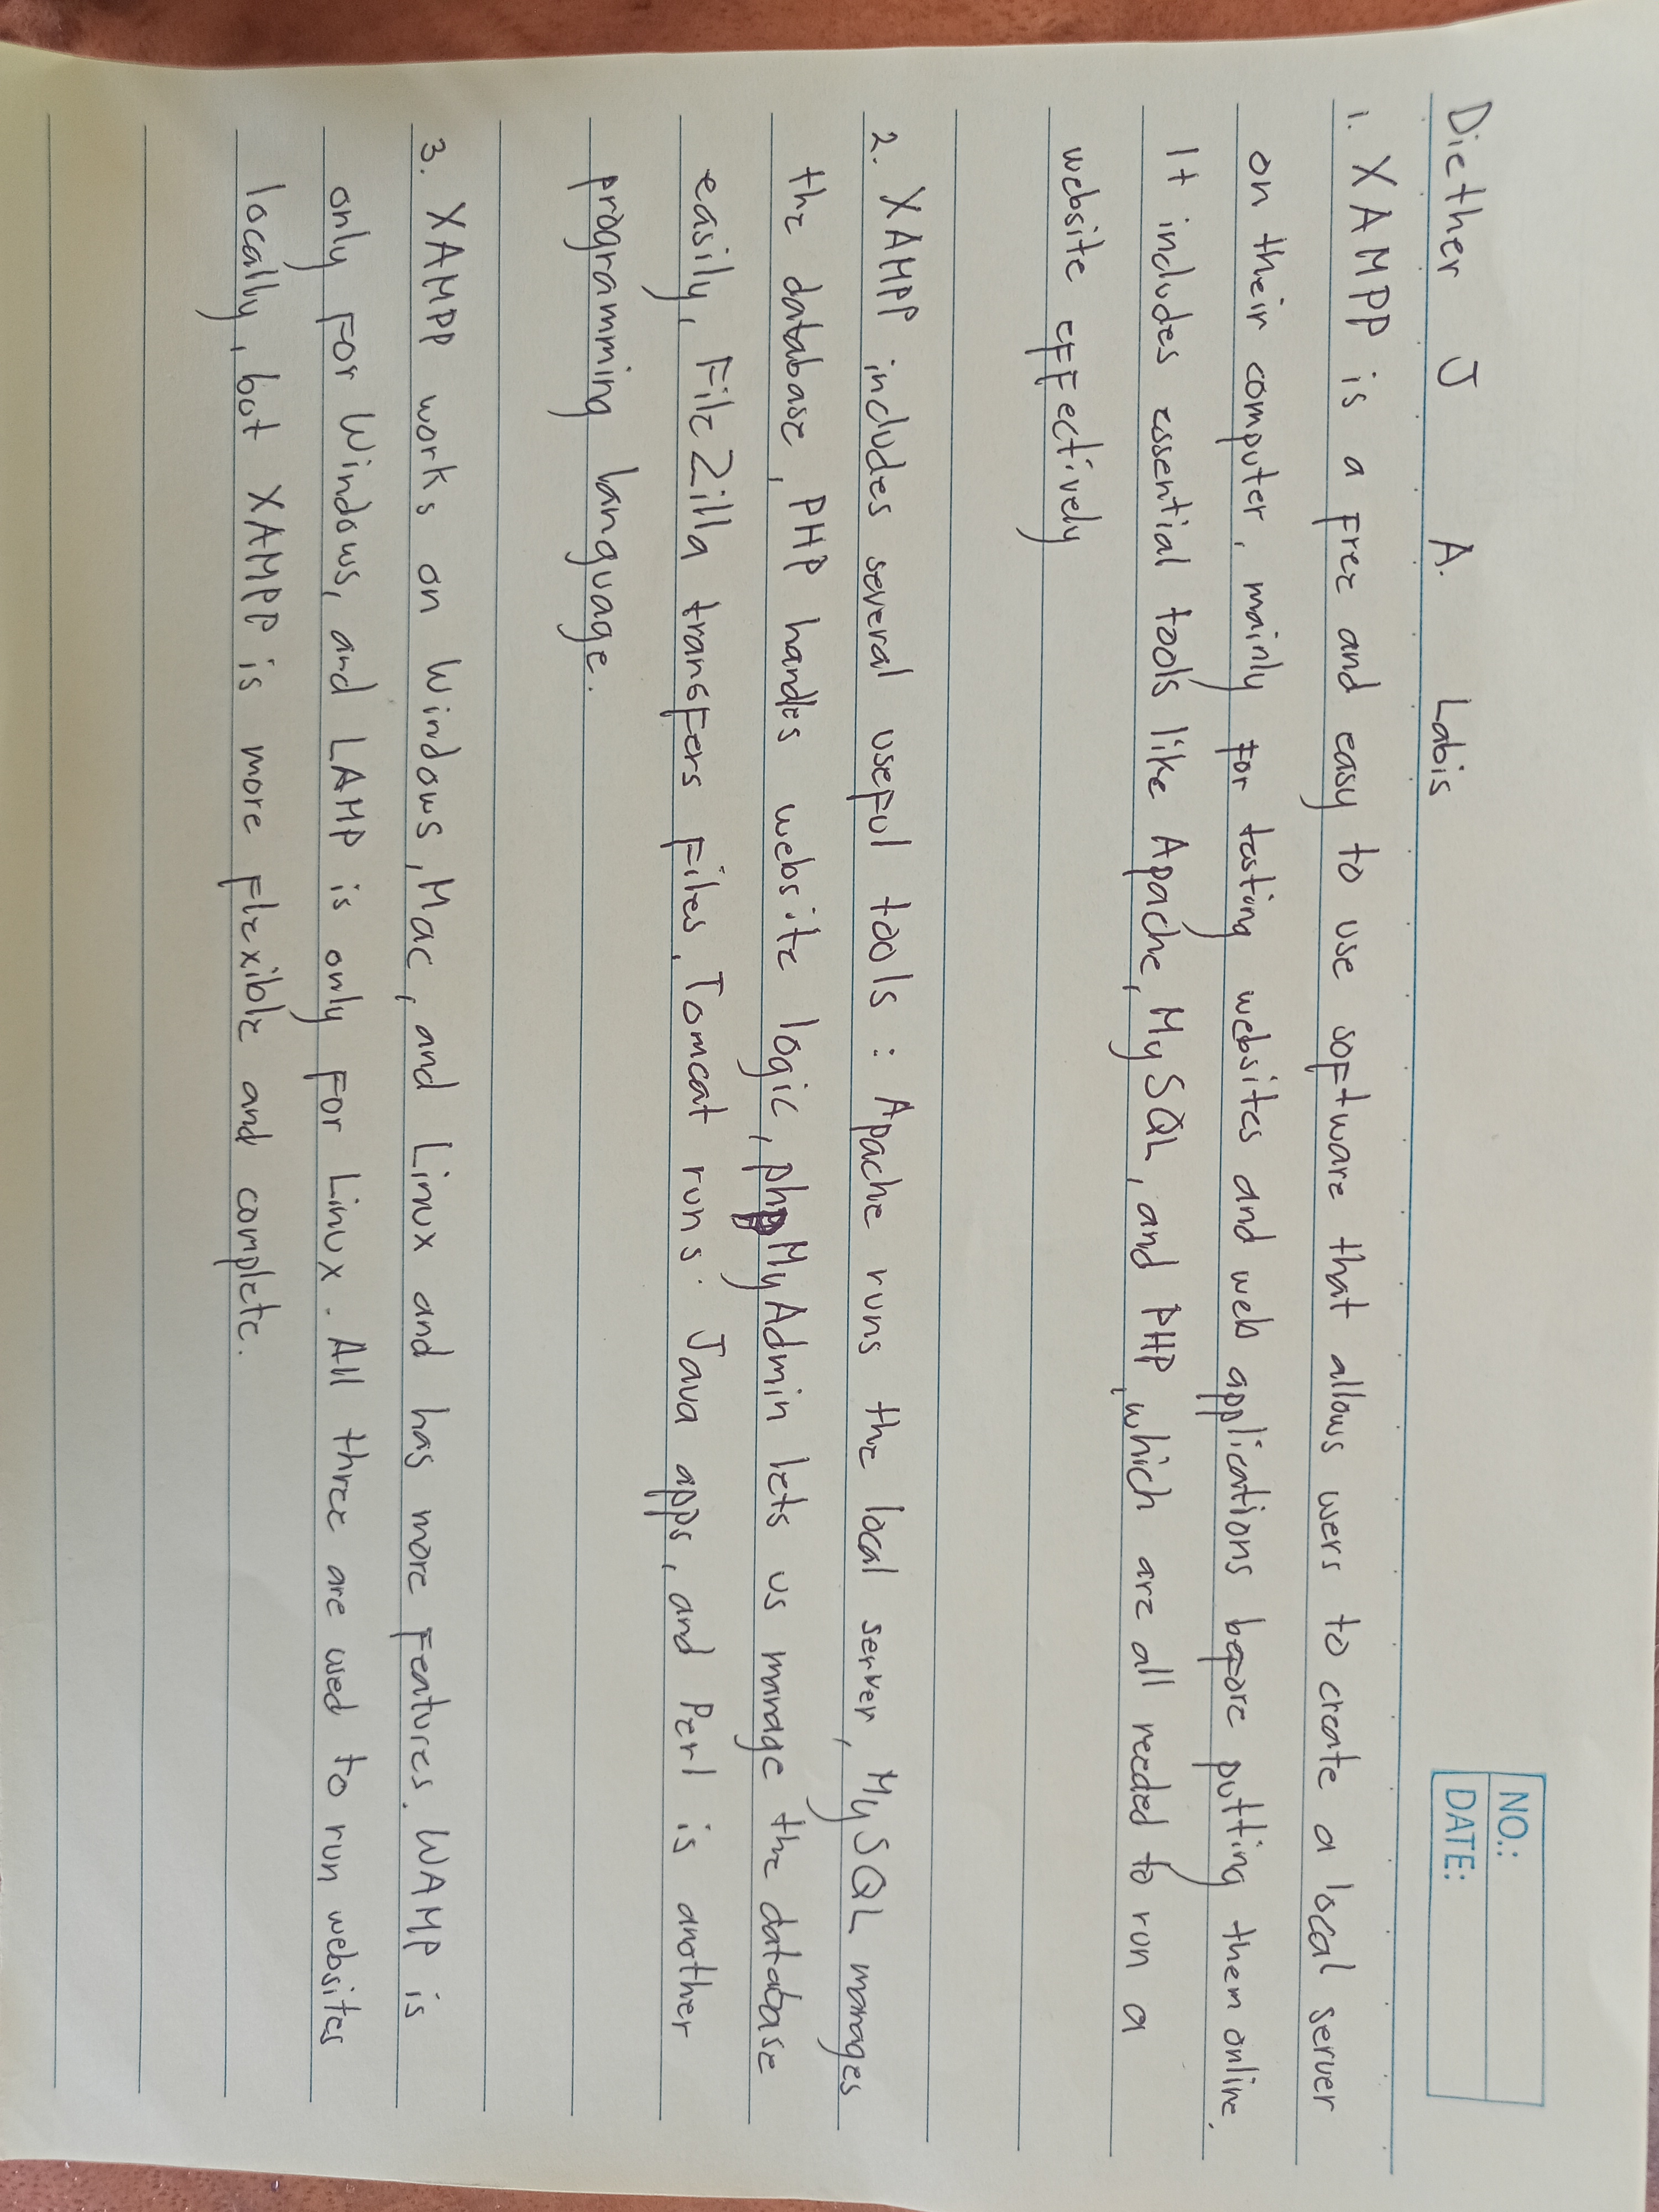 NO.:
DATE:
Diether J A. Labis
1. XAMPP is a free and easy to use software that allows users to create a local server
on their computer, mainly for testing websites and web applications before putting them online.
It includes essential tools like Apache, MySQL, and PHP, which are all needed to run a
website effectively
2. XAMPP includes several useful tools : Apache runs the local server, MySQL manages
the database, PHP handles website logic, phpMyAdmin lets us manage the database
easily, FileZilla transfers files, Tomcat runs Java apps, and Perl is another
programming language.
3. XAMPP works on Windows, Mac, and Linux and has more features. WAMP is
only for Windows, and LAMP is only for Linux. All three are used to run websites
locally, but XAMPP is more flexible and complete.